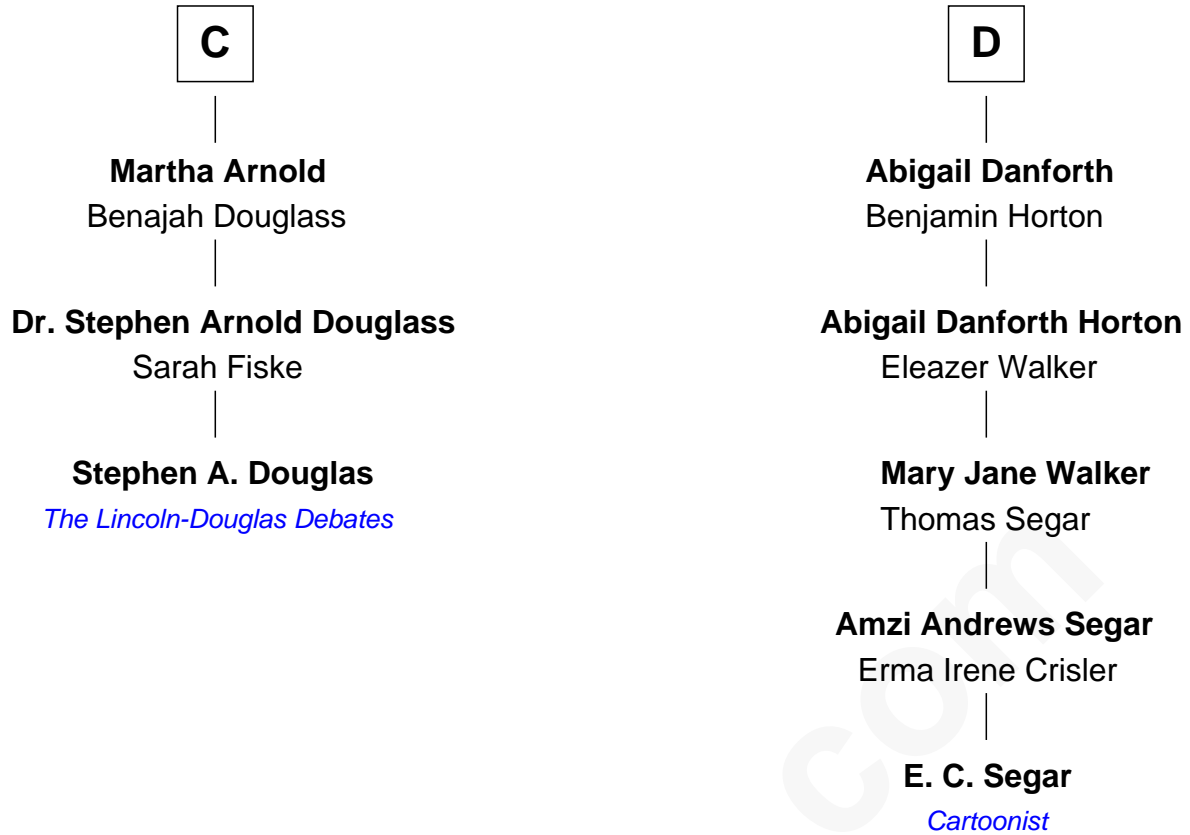 C
Martha Arnold
Benajah Douglass
Dr. Stephen Arnold Douglass
Sarah Fiske
Stephen A. Douglas
The Lincoln-Douglas Debates
D
Abigail Danforth
Benjamin Horton
Abigail Danforth Horton
Eleazer Walker
Mary Jane Walker
Thomas Segar
Amzi Andrews Segar
Erma Irene Crisler
E. C. Segar
Cartoonist
com